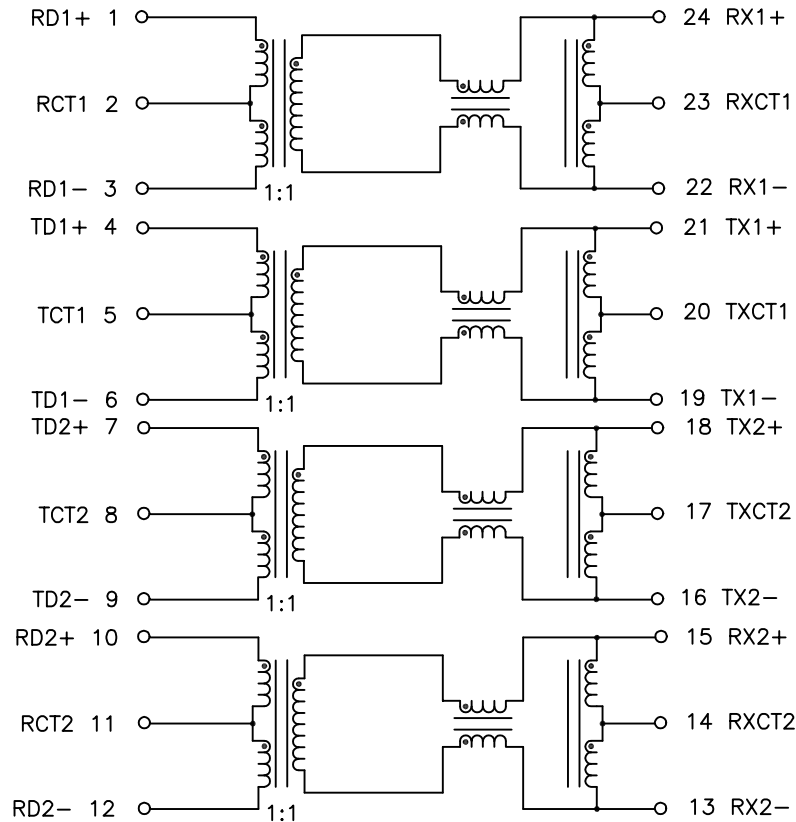 RD1+ 1 24 RX1+
RCT1 2 23 RXCT1
RD1- 3 1:1 22 RX1-
TD1+ 4 21 TX1+
TCT1 5 20 TXCT1
TD1- 6 1:1 19 TX1-
TD2+ 7 18 TX2+
TCT2 8 17 TXCT2
TD2- 9 1:1 16 TX2-
RD2+ 10 15 RX2+
RCT2 11 14 RXCT2
RD2- 12 1:1 13 RX2-